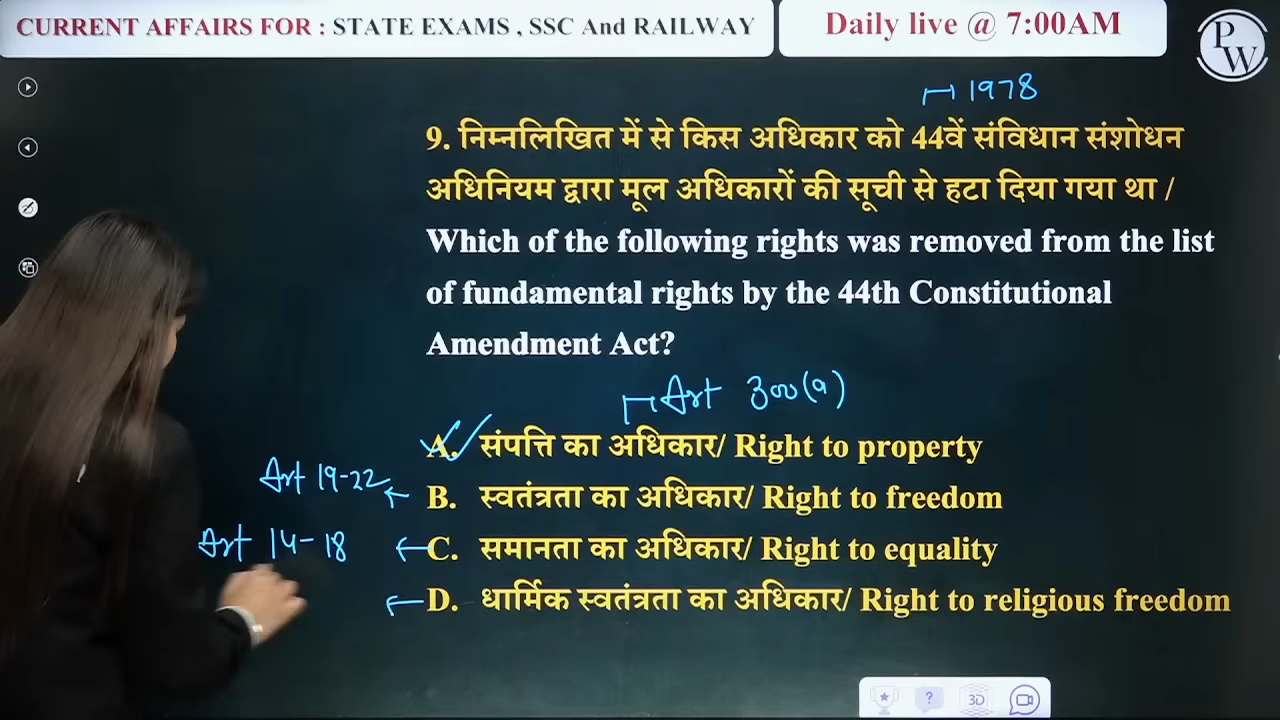 CURRENT AFFAIRS FOR : STATE EXAMS , SSC And RAILWAY
Daily live @ 7:00AM
PW
1978
9. निम्नलिखित में से किस अधिकार को 44वें संविधान संशोधन
अधिनियम द्वारा मूल अधिकारों की सूची से हटा दिया गया था /
Which of the following rights was removed from the list
of fundamental rights by the 44th Constitutional
Amendment Act?
Art 300(a)
A. संपत्ति का अधिकार/ Right to property
Art 19-22
B. स्वतंत्रता का अधिकार/ Right to freedom
Art 14-18
C. समानता का अधिकार/ Right to equality
D. धार्मिक स्वतंत्रता का अधिकार/ Right to religious freedom
?
3D